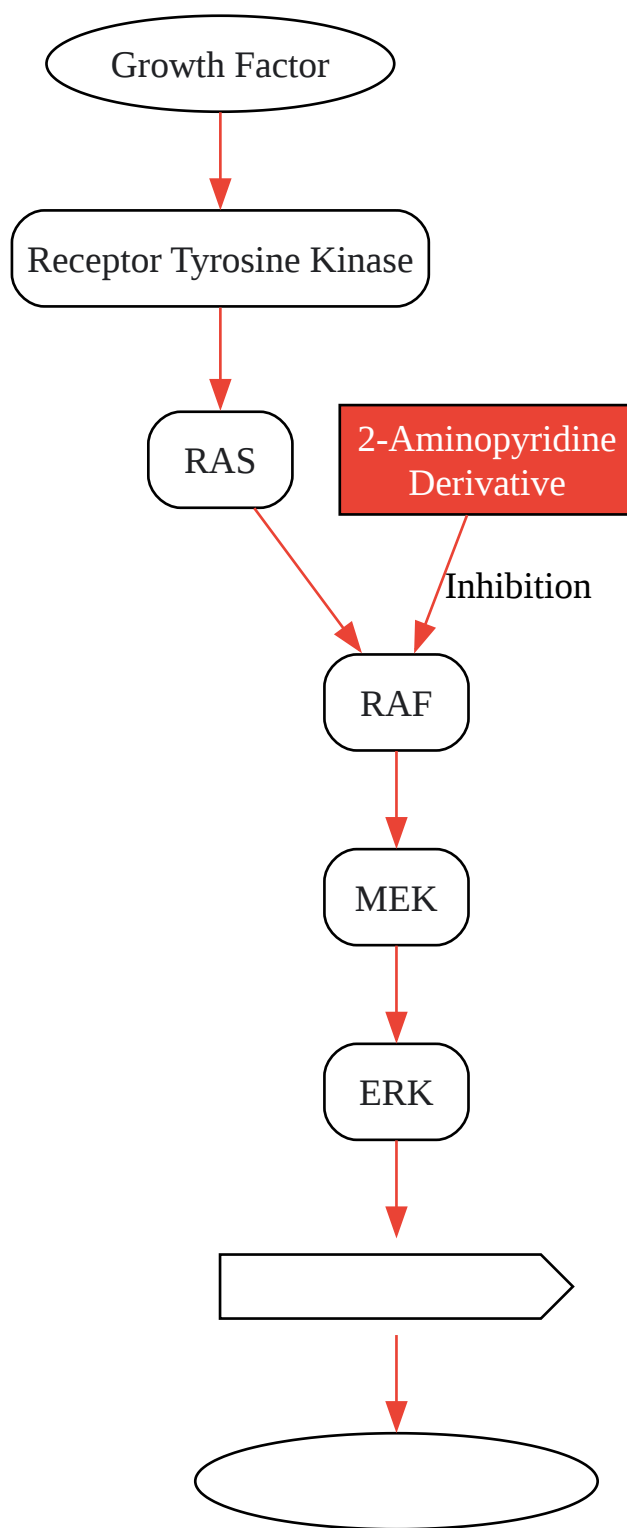 Growth Factor
Receptor Tyrosine Kinase
RAS
2-Aminopyridine
Derivative
Inhibition
RAF
MEK
ERK